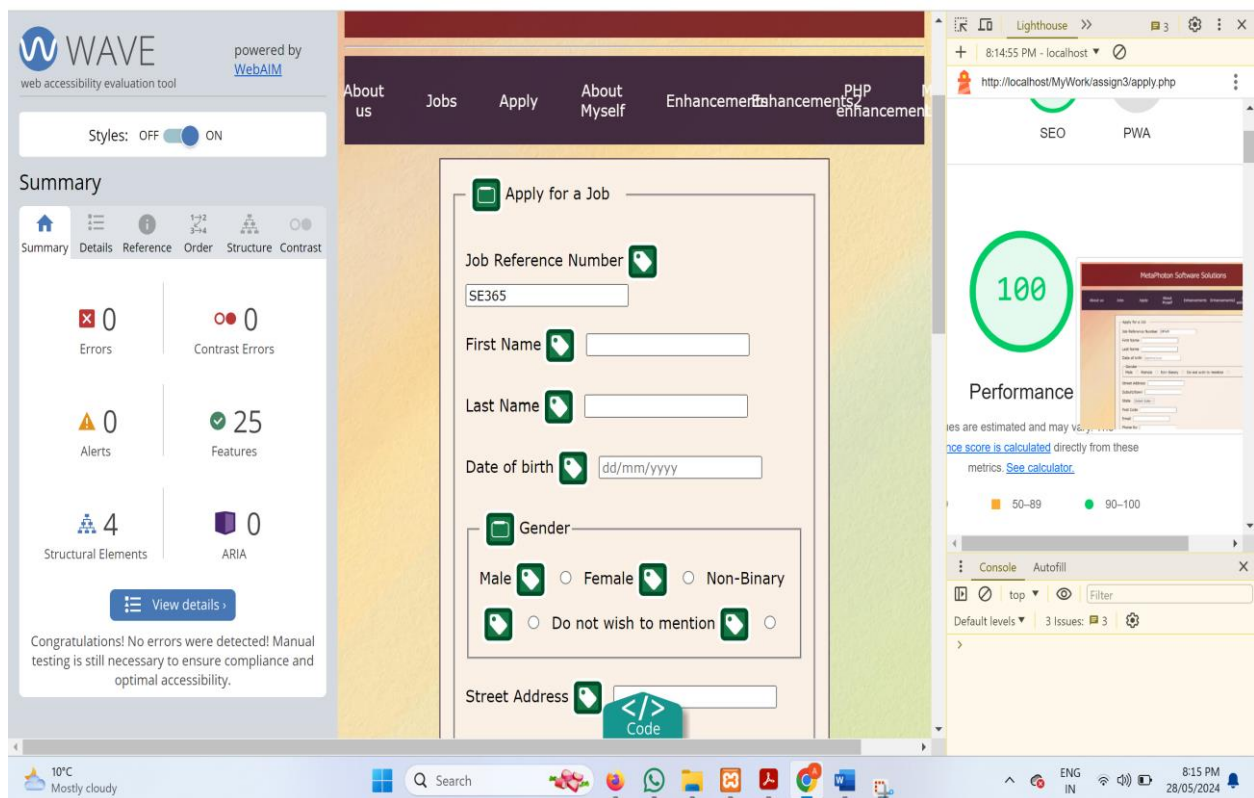 WAVE
powered by
WebAIM
web accessibility evaluation tool
Styles: OFF ON
Summary
Summary Details Reference Order Structure Contrast
0
Errors
0
Contrast Errors
0
Alerts
25
Features
4
Structural Elements
0
ARIA
View details ›
Congratulations! No errors were detected! Manual
testing is still necessary to ensure compliance and
optimal accessibility.
About us
Jobs
Apply
About Myself
Enhancements
Enhancements2
PHP enhancement
Apply for a Job
Job Reference Number
SE365
First Name
Last Name
Date of birth
dd/mm/yyyy
Gender
Male Female Non-Binary
Do not wish to mention
Street Address
</>
Code
Lighthouse
3
8:14:55 PM - localhost
http://localhost/MyWork/assign3/apply.php
SEO PWA
100
MetaPhoton Software Solutions
Performance
are estimated and may
score is calculated directly from these
metrics. See calculator.
50–89 90–100
Console Autofill
top Filter
Default levels 3 Issues: 3
10°C
Mostly cloudy
Search
ENG
IN
8:15 PM
28/05/2024